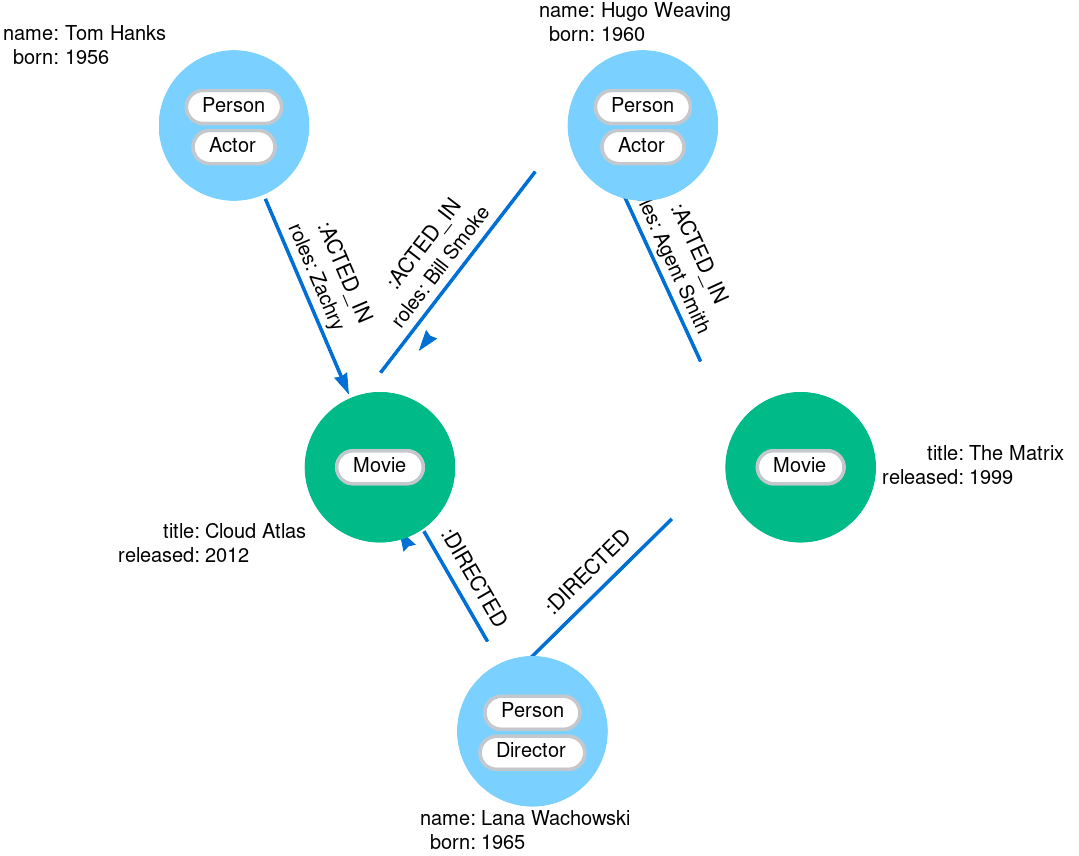 name: Tom Hanks
born: 1956
name: Hugo Weaving
born: 1960
Person
Actor
Person
Actor
:ACTED_IN
roles: Zachry
:ACTED_IN
roles: Bill Smoke
:ACTED_IN
les: Agent Smith
Movie
title: Cloud Atlas
released: 2012
Movie
title: The Matrix
released: 1999
:DIRECTED
:DIRECTED
Person
Director
name: Lana Wachowski
born: 1965